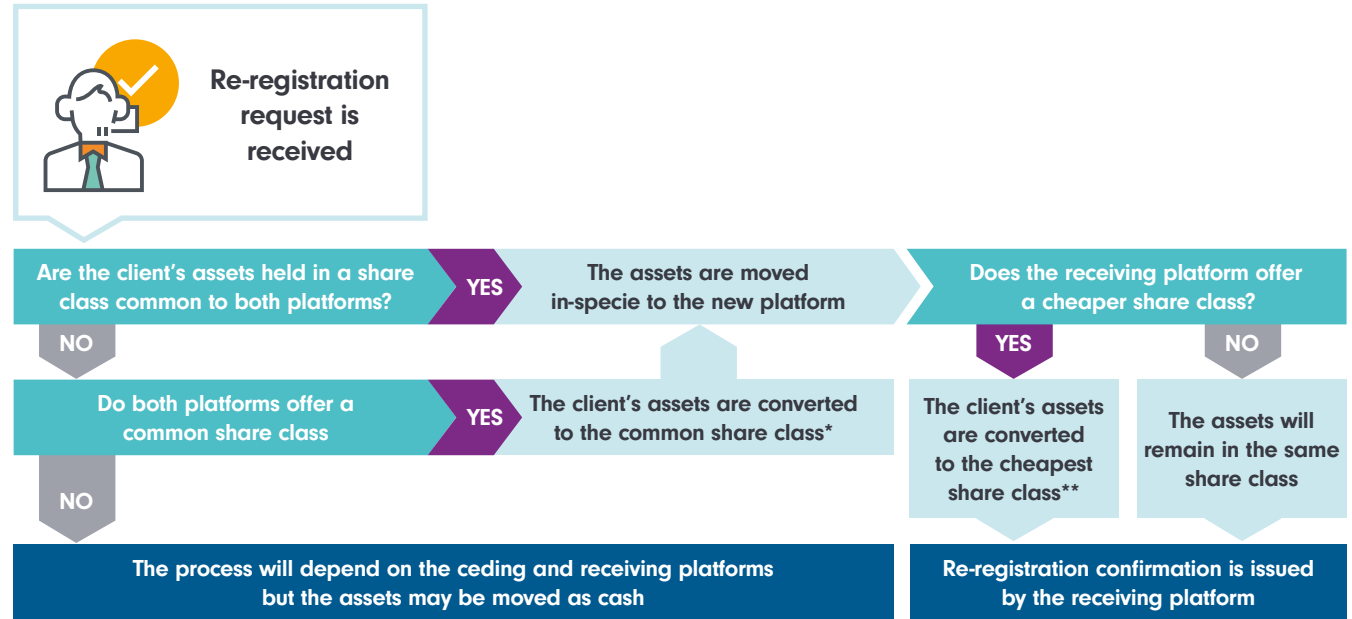 Re-registration
request is
received
Are the client's assets held in a share
class common to both platforms?
YES
The assets are moved
in-specie to the new platform
Does the receiving platform offer
a cheaper share class?
NO
YES
NO
Do both platforms offer a
common share class
YES
The client's assets are converted
to the common share class*
The client's assets
are converted
to the cheapest
share class**
The assets will
remain in the same
share class
NO
The process will depend on the ceding and receiving platforms
but the assets may be moved as cash
Re-registration confirmation is issued
by the receiving platform